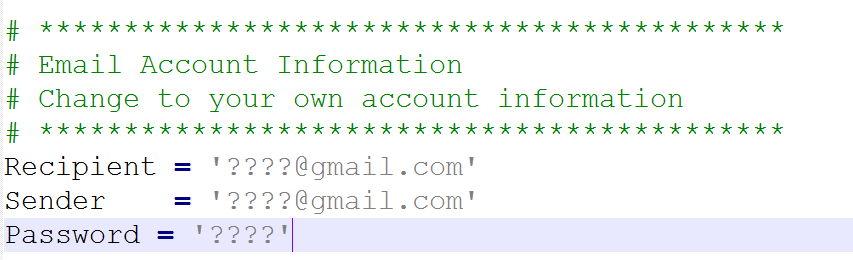 # ********************************************
# Email Account Information
# Change to your own account information
# ********************************************
Recipient = '????@gmail.com'
Sender    = '????@gmail.com'
Password = '????'